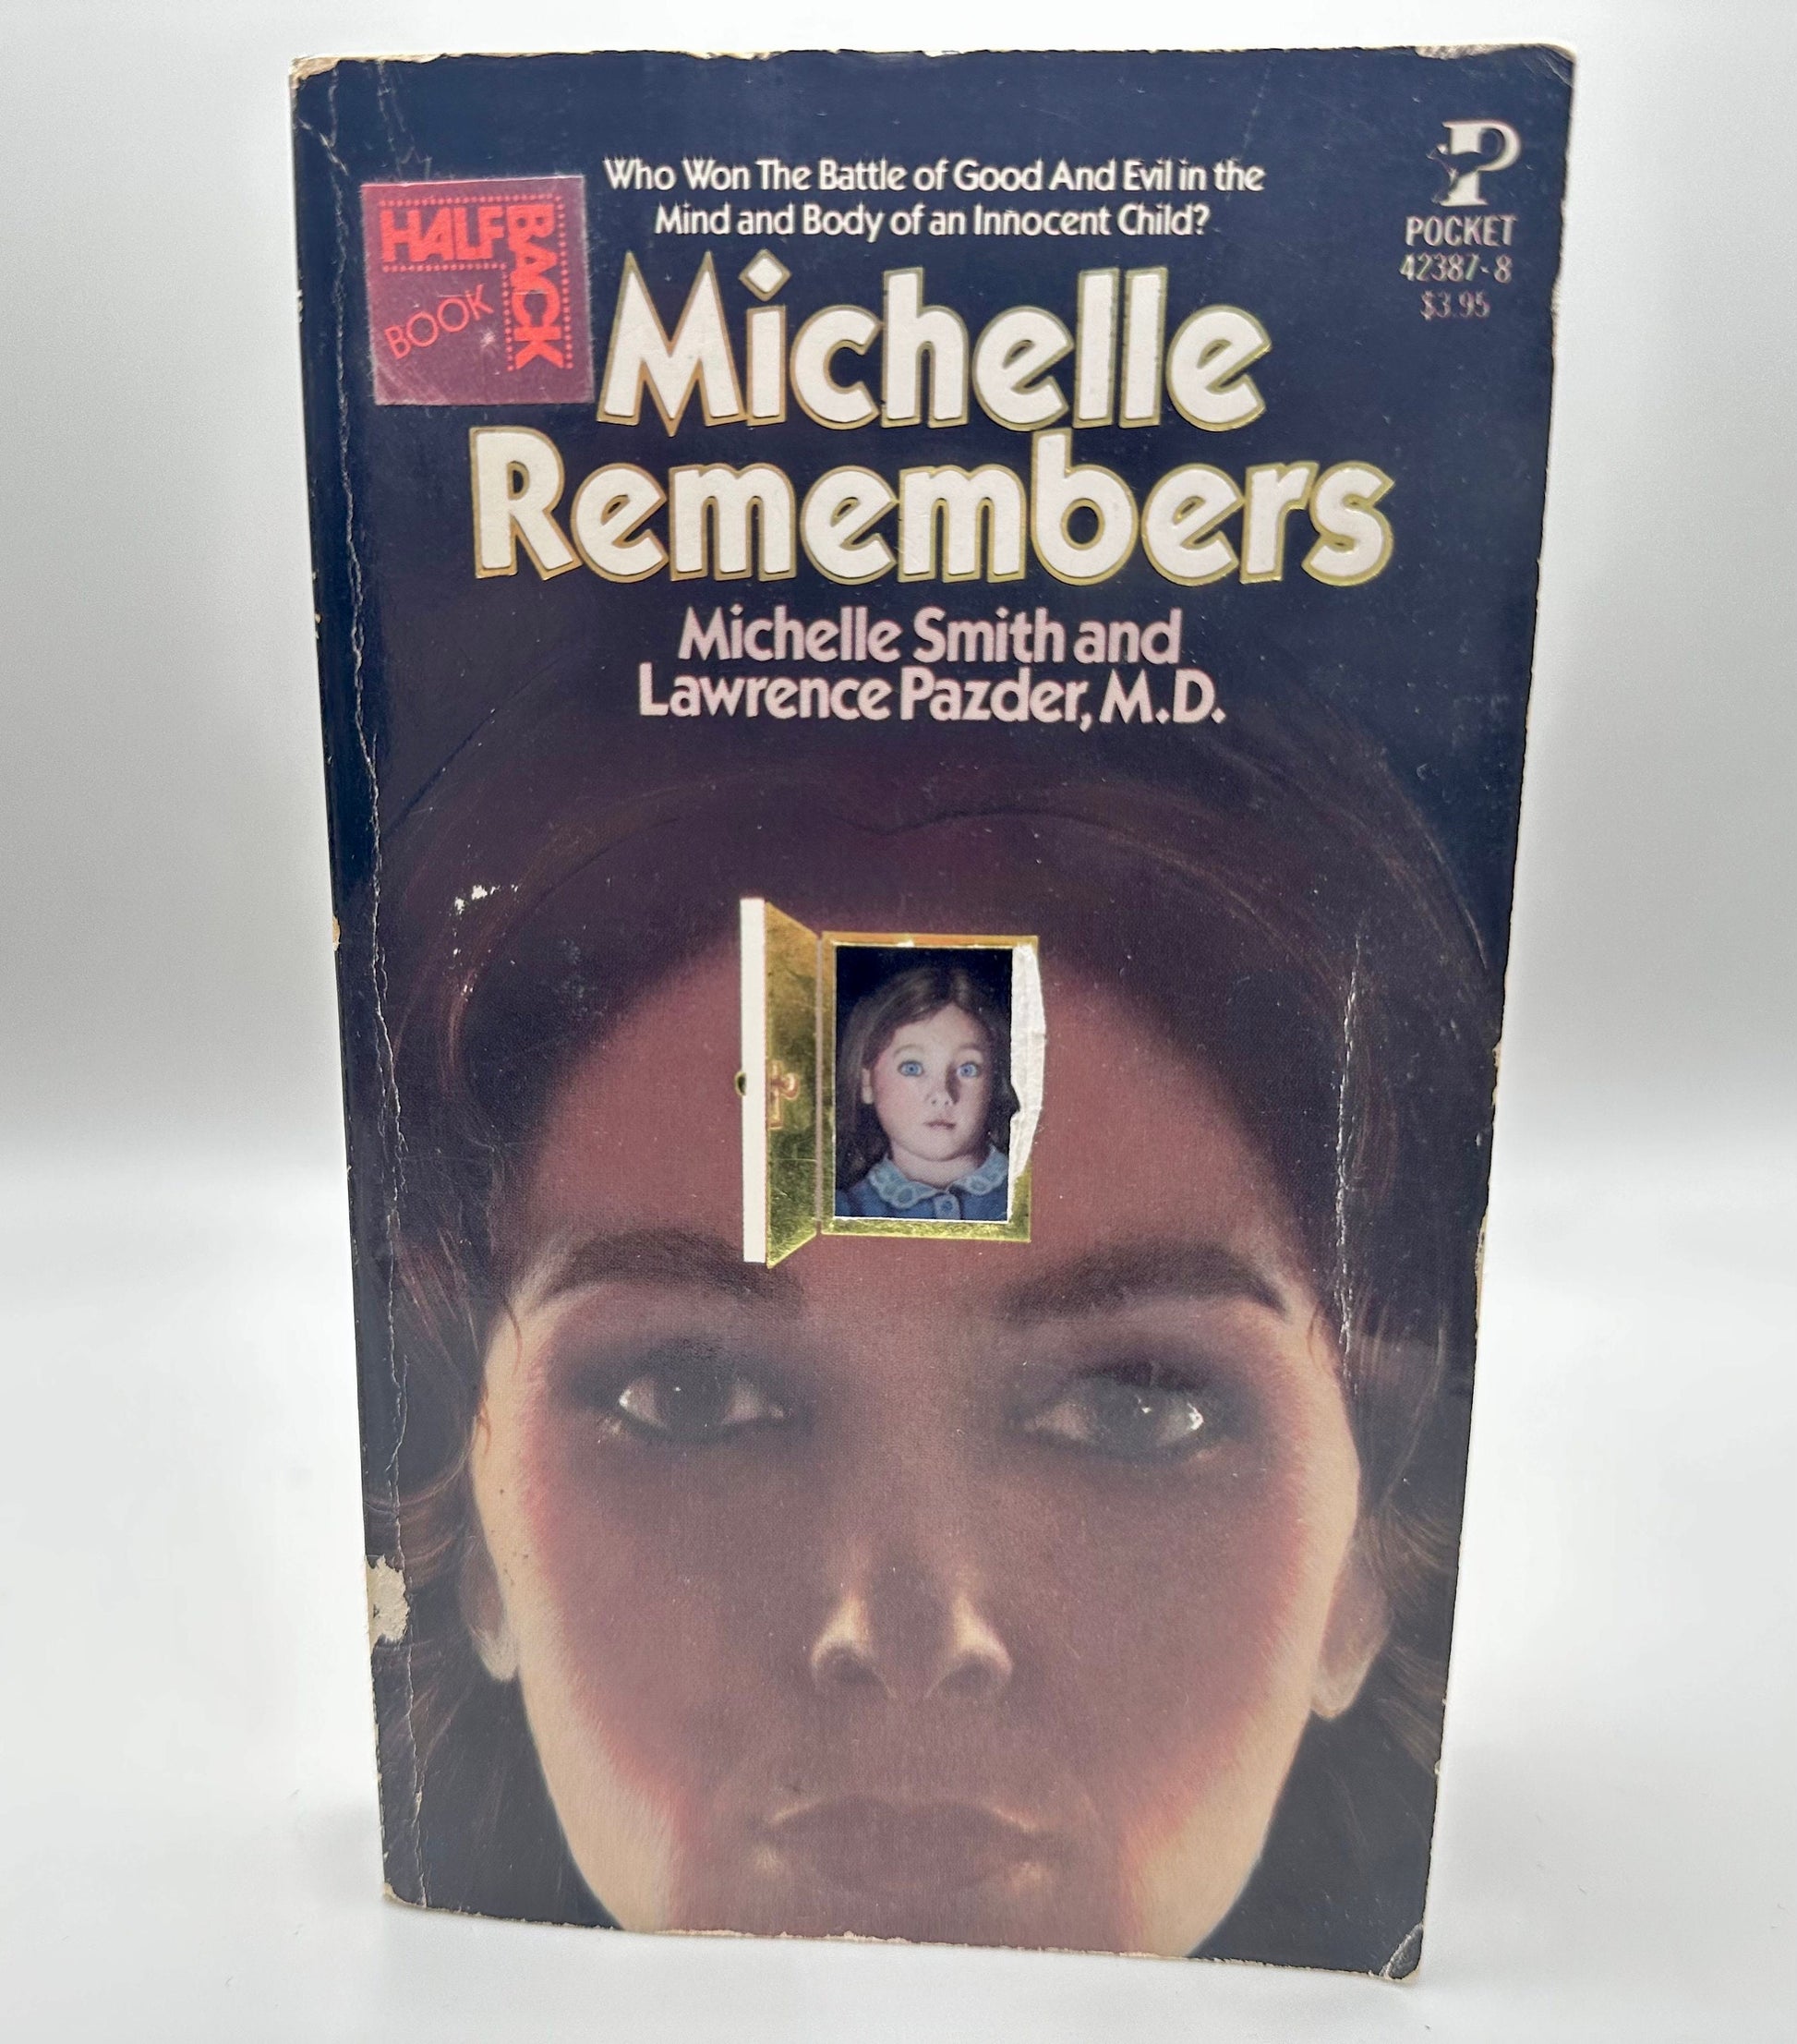 Who Won The Battle of Good And Evil in the
Mind and Body of an Innocent Child?
P
POCKET
42387-8
$3.95
HALF
BACK
BOOK
Michelle
Remembers
Michelle Smith and
Lawrence Pazder, M.D.